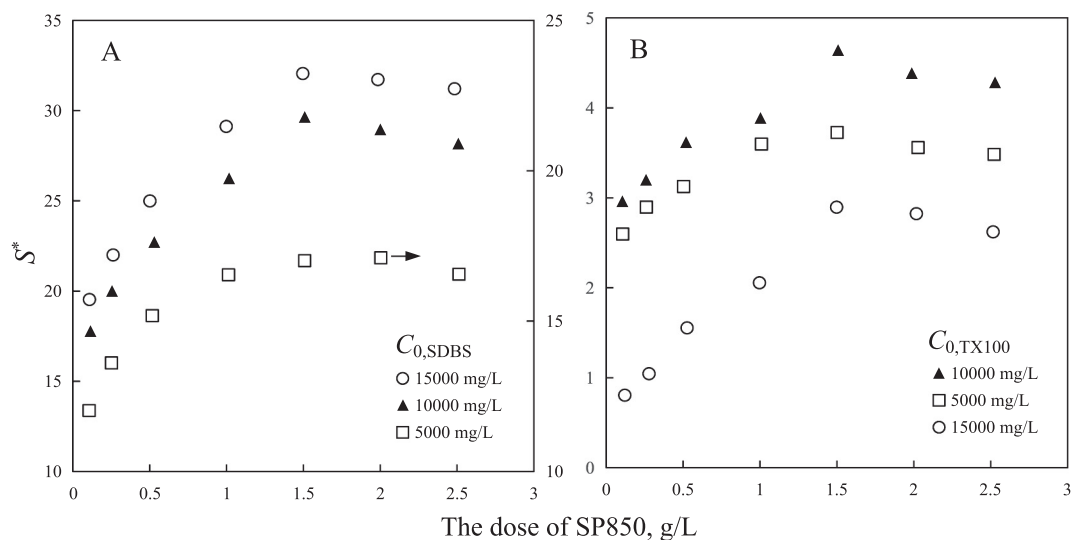 A
S*
35
30
25
20
15
10
25
20
15
10
C0,SDBS
15000 mg/L
10000 mg/L
5000 mg/L
0 0.5 1 1.5 2 2.5 3
B
5
4
3
2
1
0
C0,TX100
10000 mg/L
5000 mg/L
15000 mg/L
0 0.5 1 1.5 2 2.5 3
The dose of SP850, g/L